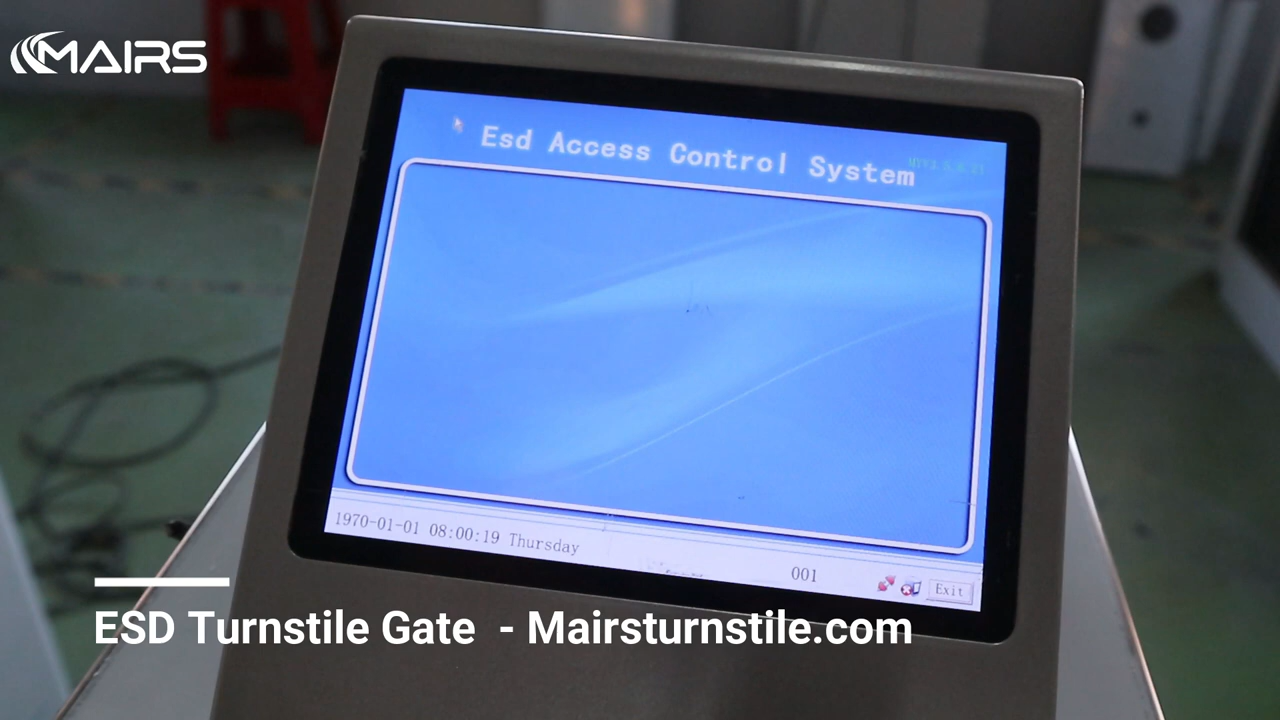 MAIRS
Esd Access Control System
1970-01-01 08:00:19 Thursday
001
Exit
ESD Turnstile Gate - Mairsturnstile.com